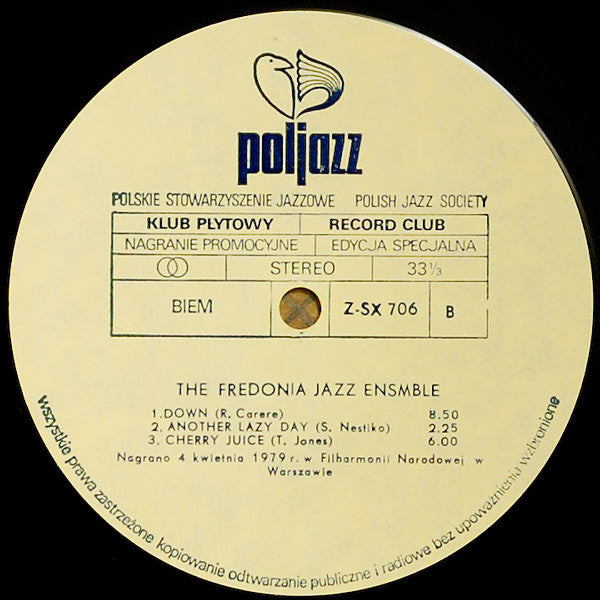 poljazz
POLSKIE STOWARZYSZENIE JAZZOWE POLISH JAZZ SOCIETY
KLUB PŁYTOWY RECORD CLUB
NAGRANIE PROMOCYJNE EDYCJA SPECJALNA
STEREO 33⅓
BIEM Z-SX 706 B
THE FREDONIA JAZZ ENSMBLE
1. DOWN (R. Carere) 8.50
2. ANOTHER LAZY DAY (S. Nestiko) 2.25
3. CHERRY JUICE (T. Jones) 6.00
Nagrano 4 kwietnia 1979 r. w Filharmonii Narodowej w
Warszawie
wszystkie prawa zastrzeżone kopiowanie odtwarzanie publiczne i radiowe bez upoważnienia wzbronione